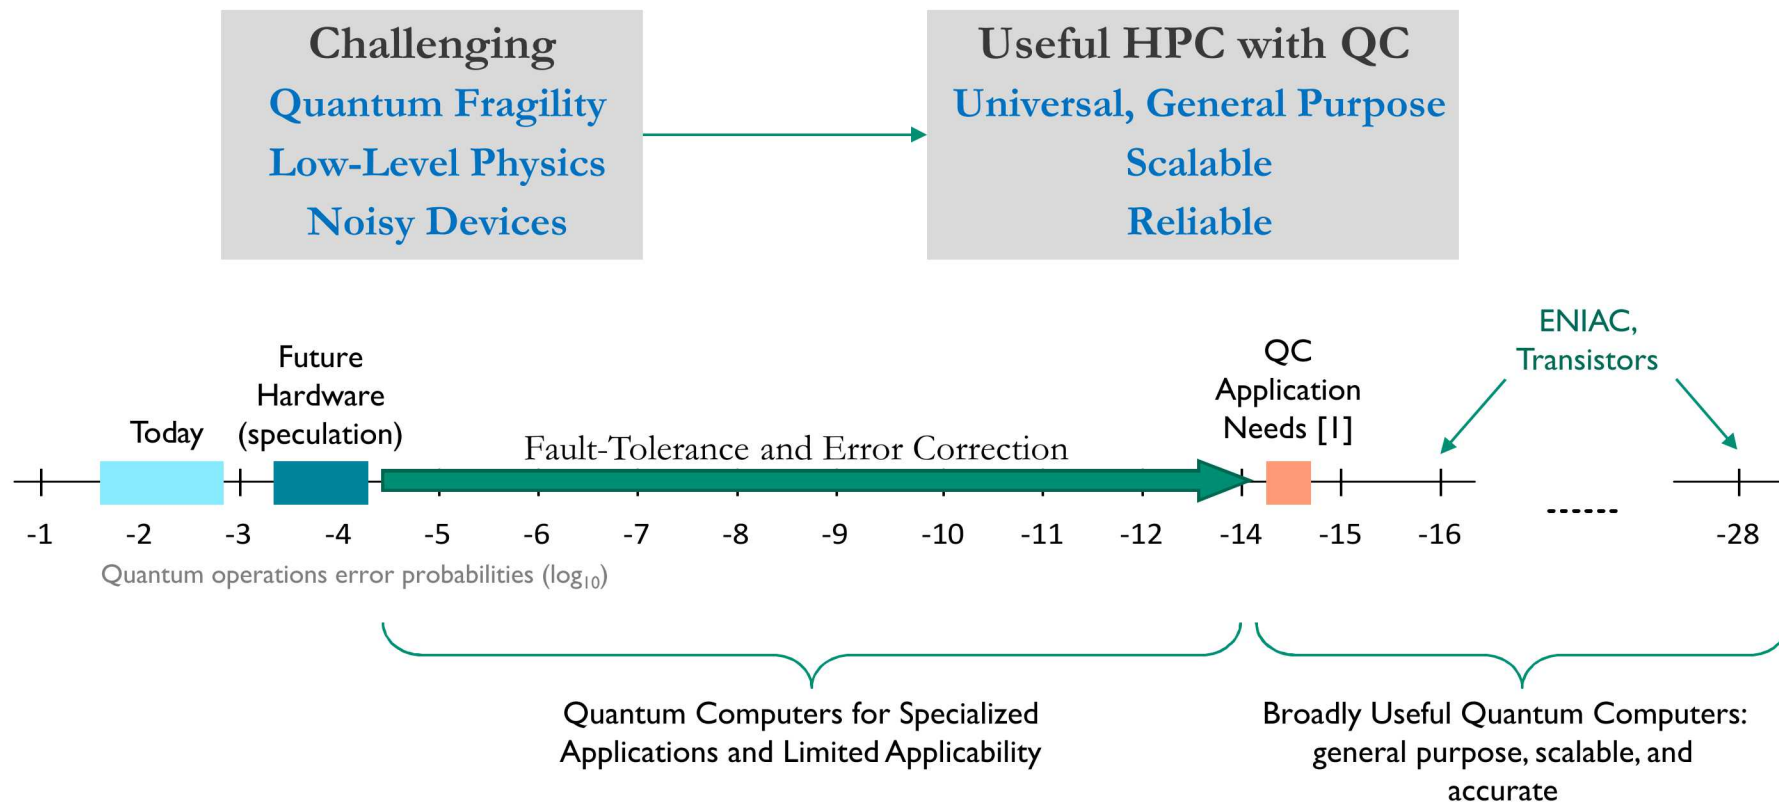 Challenging
Quantum Fragility
Low-Level Physics
Noisy Devices
Useful HPC with QC
Universal, General Purpose
Scalable
Reliable
Today
Future
Hardware
(speculation)
Fault-Tolerance and Error Correction
QC
Application
Needs [1]
ENIAC,
Transistors
-1 -2 -3 -4 -5 -6 -7 -8 -9 -10 -11 -12 -14 -15 -16 ...... -28
Quantum operations error probabilities (log₁₀)
Quantum Computers for Specialized
Applications and Limited Applicability
Broadly Useful Quantum Computers:
general purpose, scalable, and
accurate